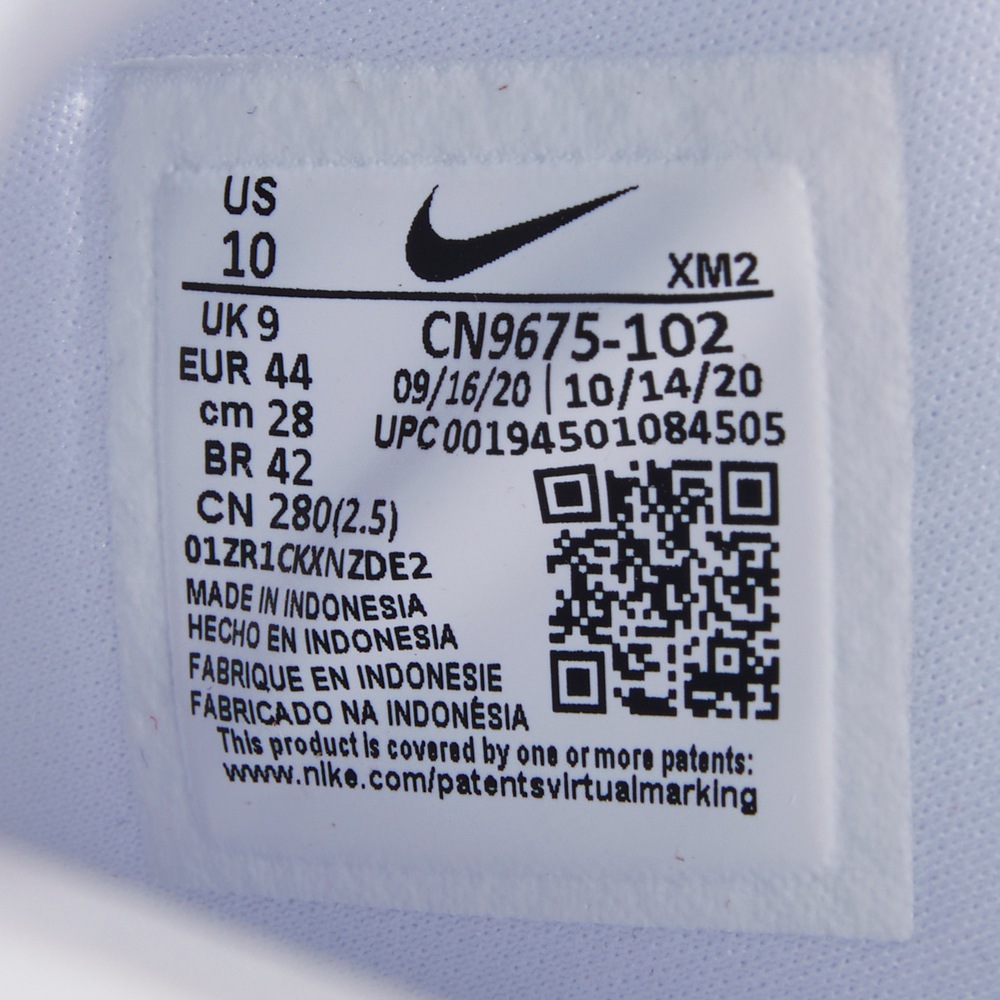 US
10
XM2
UK 9
EUR 44
cm 28
BR 42
CN 280(2.5)
CN9675-102
09/16/20 | 10/14/20
UPC00194501084505
01ZR1CKXNZDE2
MADE IN INDONESIA
HECHO EN INDONESIA
FABRIQUE EN INDONESIE
FABRICADO NA INDONÉSIA
This product is covered by one or more patents:
www.nike.com/patentsvirtualmarking